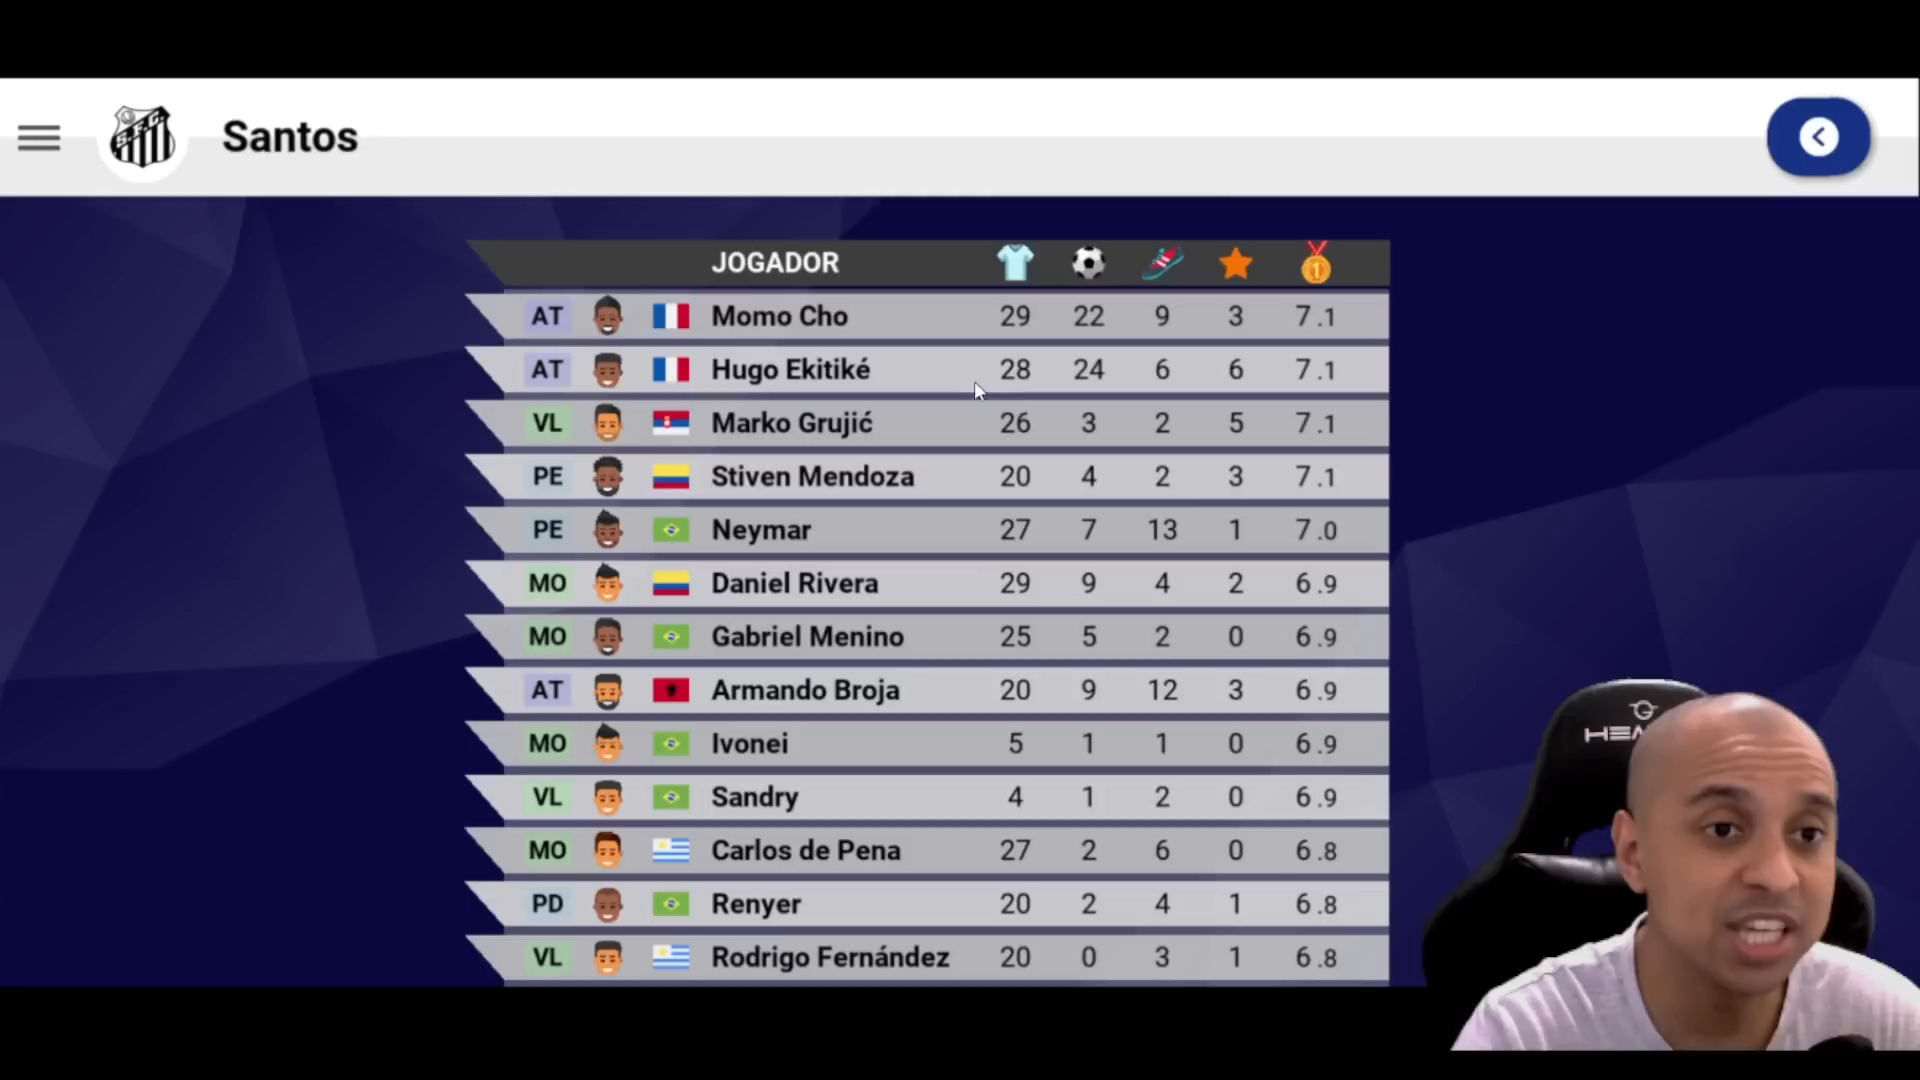 Santos
JOGADOR
AT Momo Cho 29 22 9 3 7.1
AT Hugo Ekitiké 28 24 6 6 7.1
VL Marko Grujić 26 3 2 5 7.1
PE Stiven Mendoza 20 4 2 3 7.1
PE Neymar 27 7 13 1 7.0
MO Daniel Rivera 29 9 4 2 6.9
MO Gabriel Menino 25 5 2 0 6.9
AT Armando Broja 20 9 12 3 6.9
MO Ivonei 5 1 1 0 6.9
VL Sandry 4 1 2 0 6.9
MO Carlos de Pena 27 2 6 0 6.8
PD Renyer 20 2 4 1 6.8
VL Rodrigo Fernández 20 0 3 1 6.8